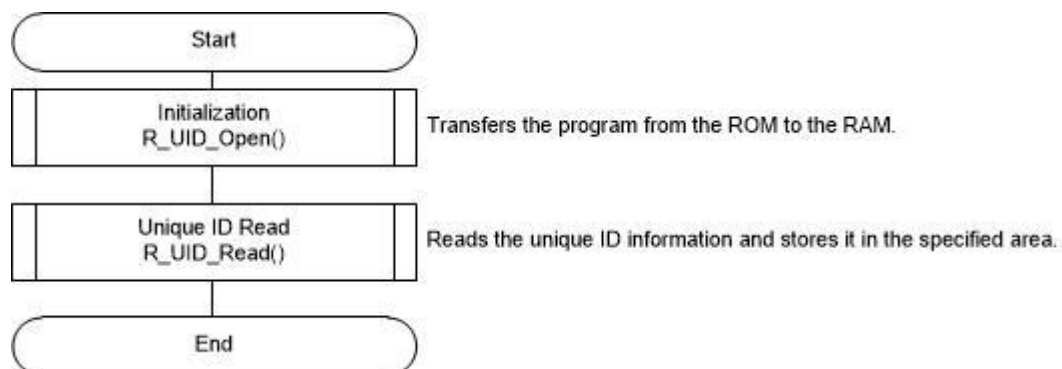 Start
Initialization
R_UID_Open()
Transfers the program from the ROM to the RAM.
Unique ID Read
R_UID_Read()
Reads the unique ID information and stores it in the specified area.
End